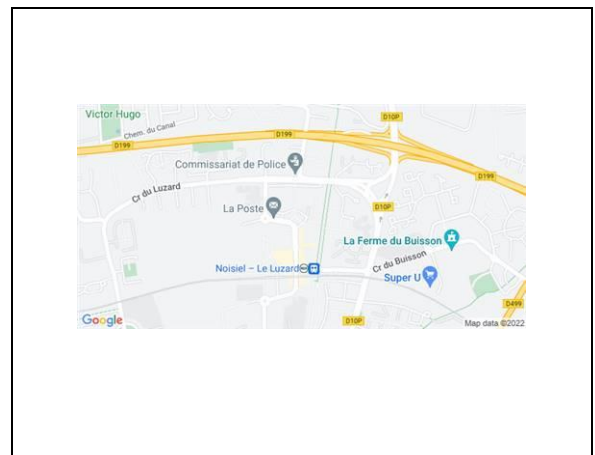 Victor Hugo
Chem. du Canal
D10P
D199
D199
Commissariat de Police
D199
Cr du Luzard
La Poste
D10P
La Ferme du Buisson
Noisiel – Le Luzard
Cr du Buisson
Super U
D499
Google
D10P
Map data ©2022